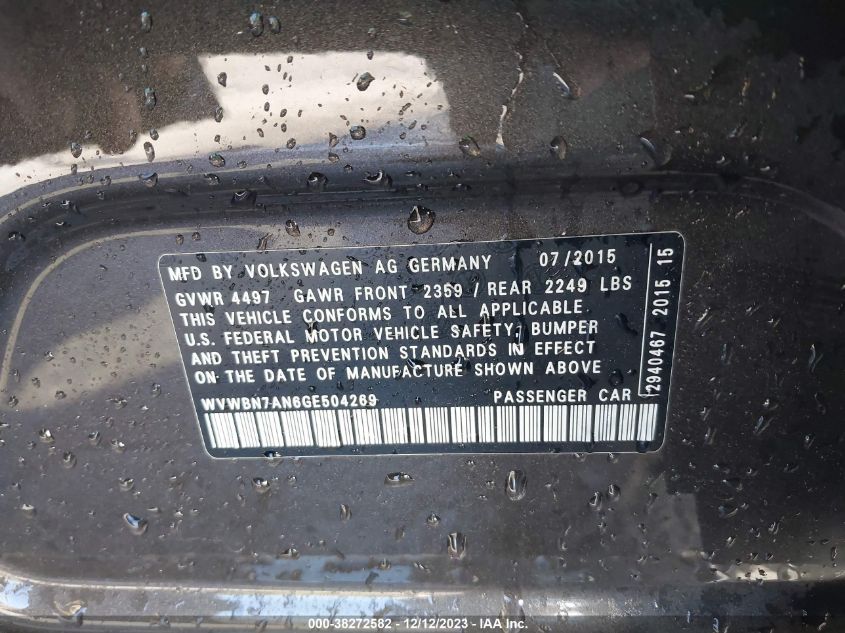 MFD BY VOLKSWAGEN AG GERMANY 07/2015
GVWR 4497 GAWR FRONT 2359 / REAR 2249 LBS
THIS VEHICLE CONFORMS TO ALL APPLICABLE
U.S. FEDERAL MOTOR VEHICLE SAFETY, BUMPER
AND THEFT PREVENTION STANDARDS IN EFFECT
ON THE DATE OF MANUFACTURE SHOWN ABOVE
WVWBN7AN6GE504269 PASSENGER CAR
2940467 2015 15
000-38272582 - 12/12/2023 - IAA Inc.